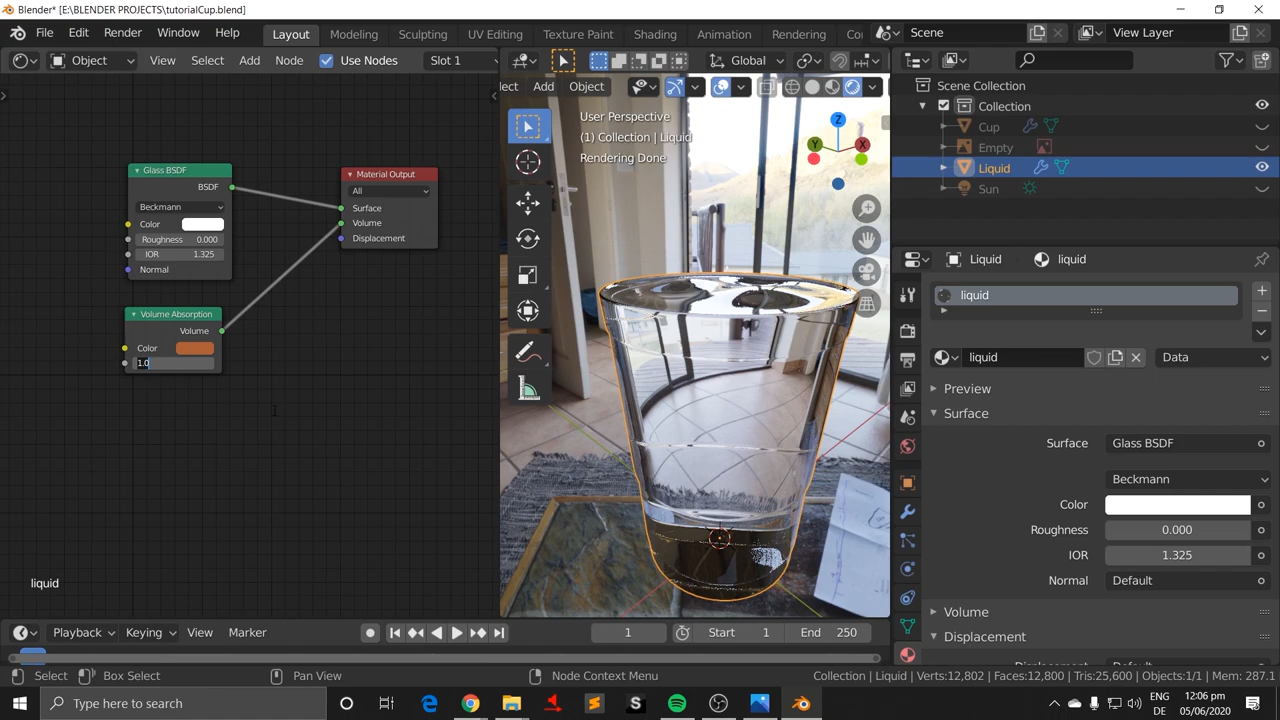 Blender* [E:\BLENDER PROJECTS\tutorialCup.blend]
File Edit Render Window Help
Layout Modeling Sculpting UV Editing Texture Paint Shading Animation Rendering Co
Scene
View Layer
Object View Select Add Node Use Nodes Slot 1
Global
ect Add Object
User Perspective
(1) Collection | Liquid
Rendering Done
Z
Y
X
Scene Collection
Collection
Cup
Empty
Liquid
Sun
Glass BSDF
BSDF
Beckmann
Color
Roughness 0.000
IOR 1.325
Normal
Material Output
All
Surface
Volume
Displacement
Volume Absorption
Volume
Color
1.0
liquid
Liquid liquid
liquid
liquid Data
Preview
Surface
Surface Glass BSDF
Beckmann
Color
Roughness 0.000
IOR 1.325
Normal Default
Volume
Displacement
Playback Keying View Marker
1 Start 1 End 250
Select Box Select Pan View Node Context Menu
Collection | Liquid | Verts:12,802 | Faces:12,800 | Tris:25,600 | Objects:1/1 | Mem: 287.1
Type here to search
ENG
DE
12:06 pm
05/06/2020